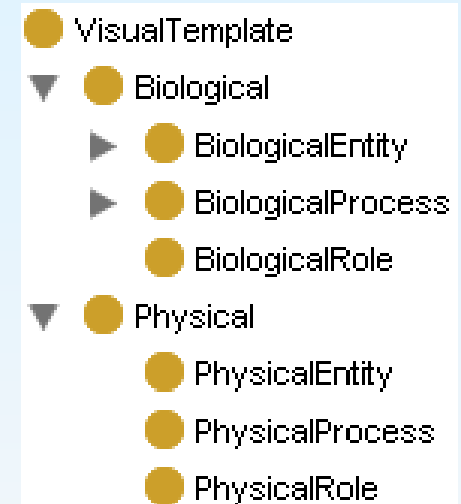 VisualTemplate
Biological
BiologicalEntity
BiologicalProcess
BiologicalRole
Physical
PhysicalEntity
PhysicalProcess
PhysicalRole